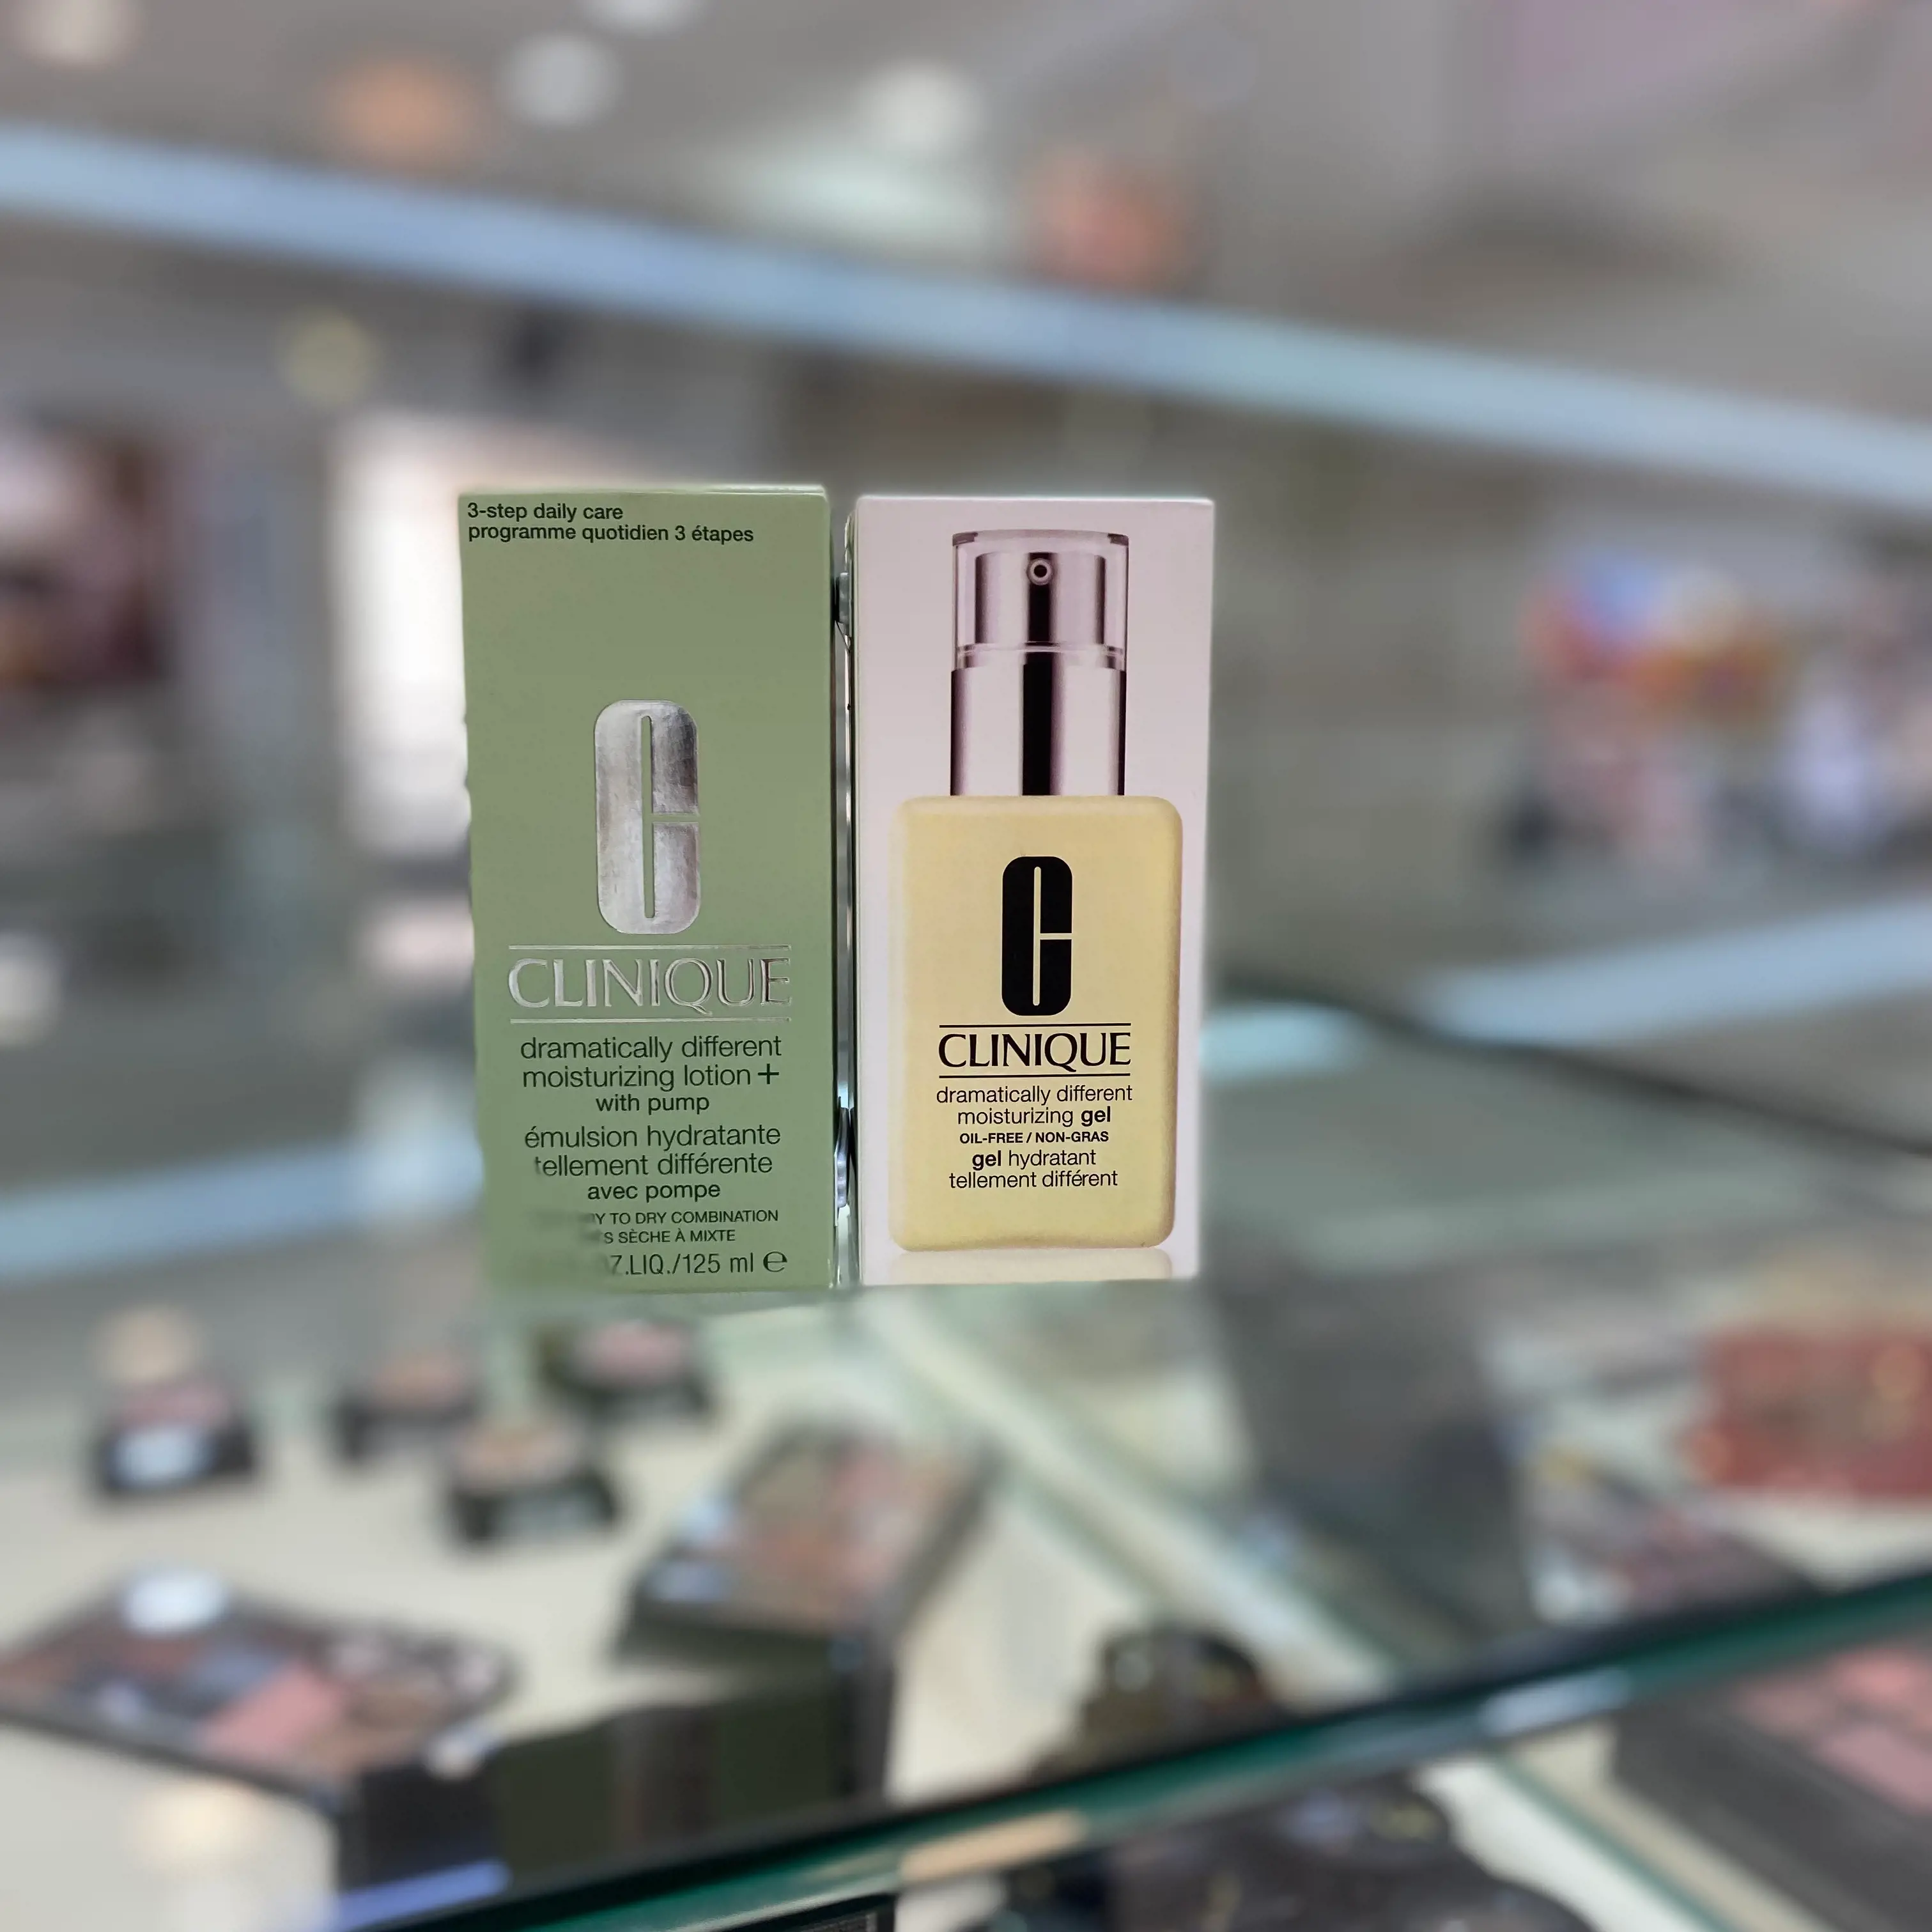 3-step daily care
programme quotidien 3 étapes
CLINIQUE
dramatically different
moisturizing lotion+
with pump
émulsion hydratante
tellement différente
avec pompe
TO DRY COMBINATION
SÈCHE À MIXTE
125 ml e
C
CLINIQUE
dramatically different
moisturizing gel
OIL-FREE / NON-GRAS
gel hydratant
tellement différent